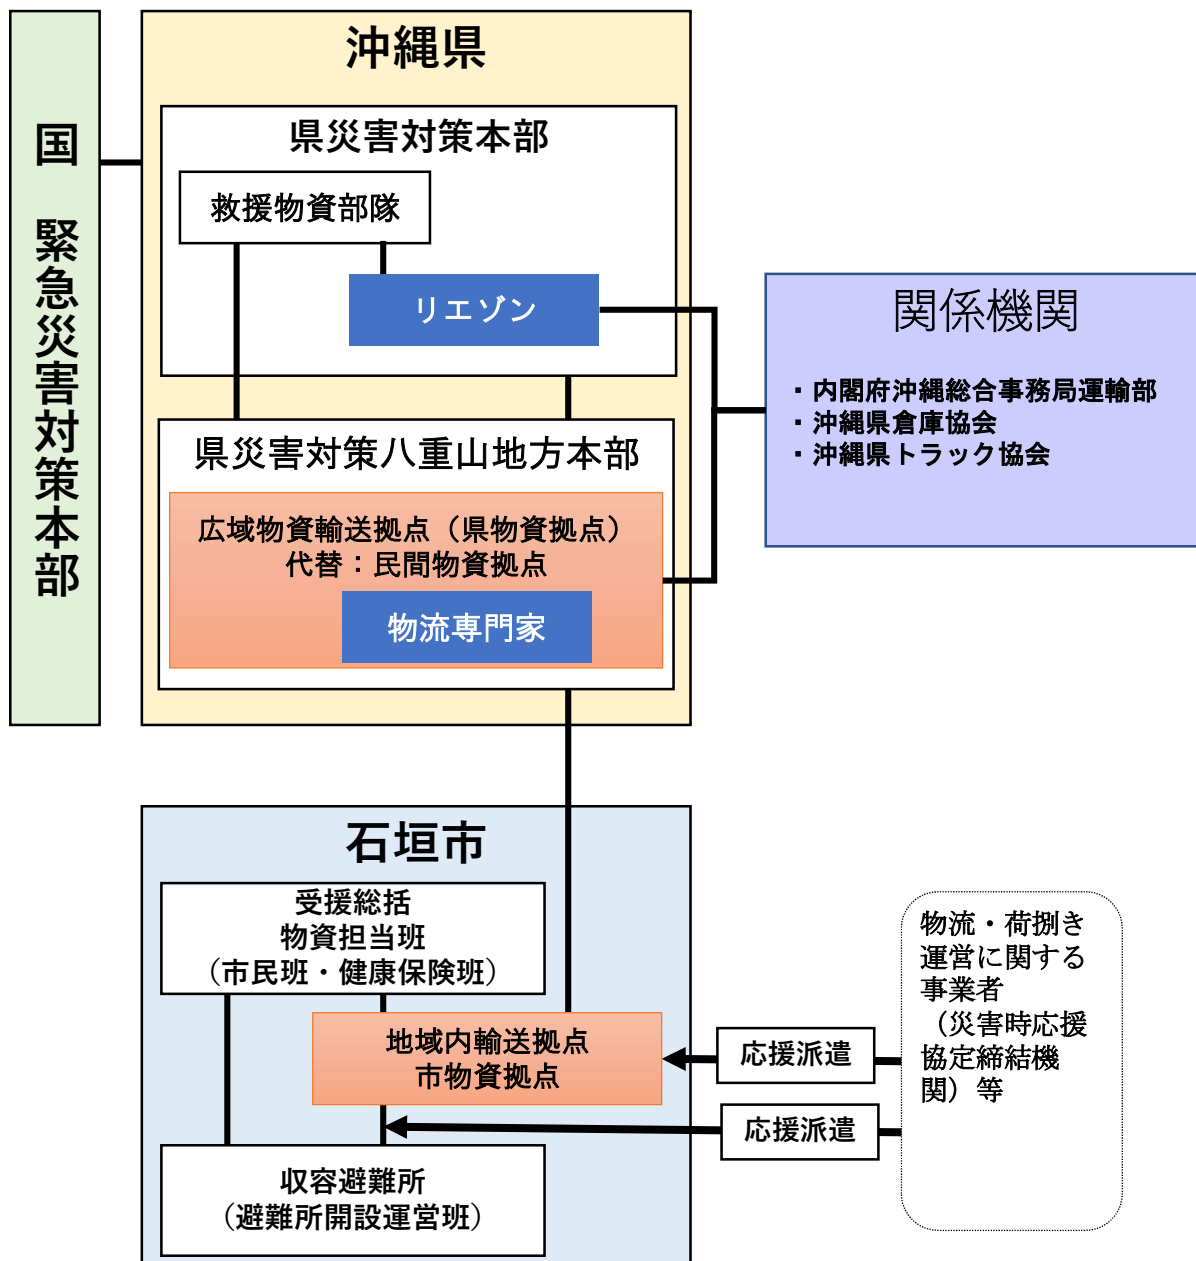 国 緊急災害対策本部
沖縄県
県災害対策本部
救援物資部隊
リエゾン
県災害対策八重山地方本部
広域物資輸送拠点（県物資拠点）
代替：民間物資拠点
物流専門家
関係機関
・内閣府沖縄総合事務局運輸部
・沖縄県倉庫協会
・沖縄県トラック協会
石垣市
受援総括
物資担当班
（市民班・健康保険班）
地域内輸送拠点
市物資拠点
収容避難所
（避難所開設運営班）
応援派遣
応援派遣
物流・荷捌き
運営に関する
事業者
（災害時応援
協定締結機
関）等